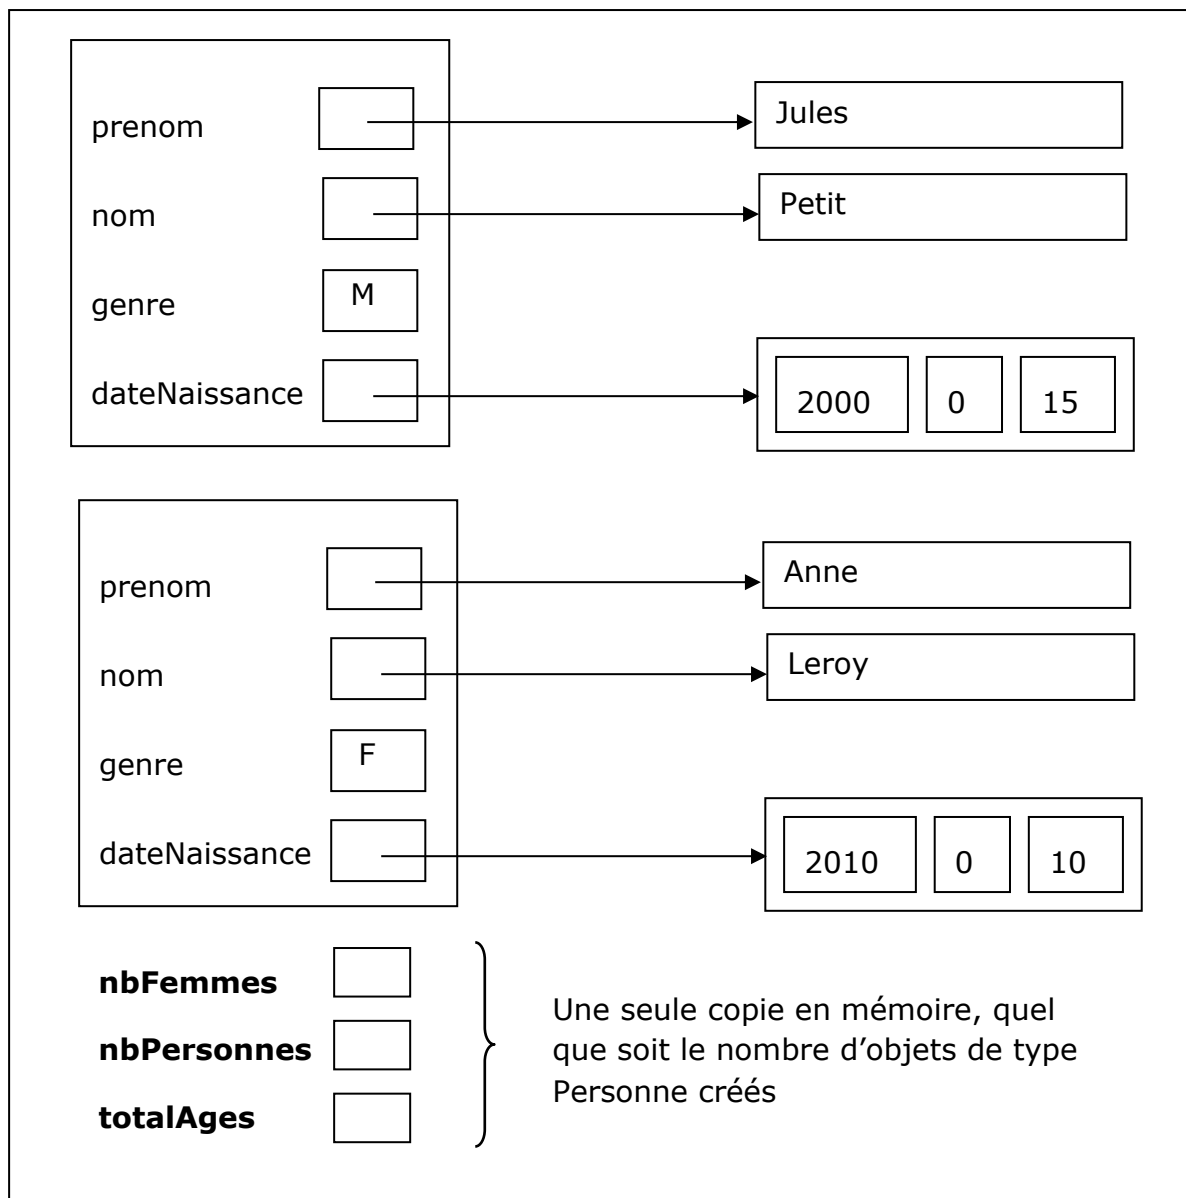 prenom
Jules
nom
Petit
genre
M
dateNaissance
2000 0 15
prenom
Anne
nom
Leroy
genre
F
dateNaissance
2010 0 10
nbFemmes
nbPersonnes
totalAges
Une seule copie en mémoire, quel
que soit le nombre d’objets de type
Personne créés